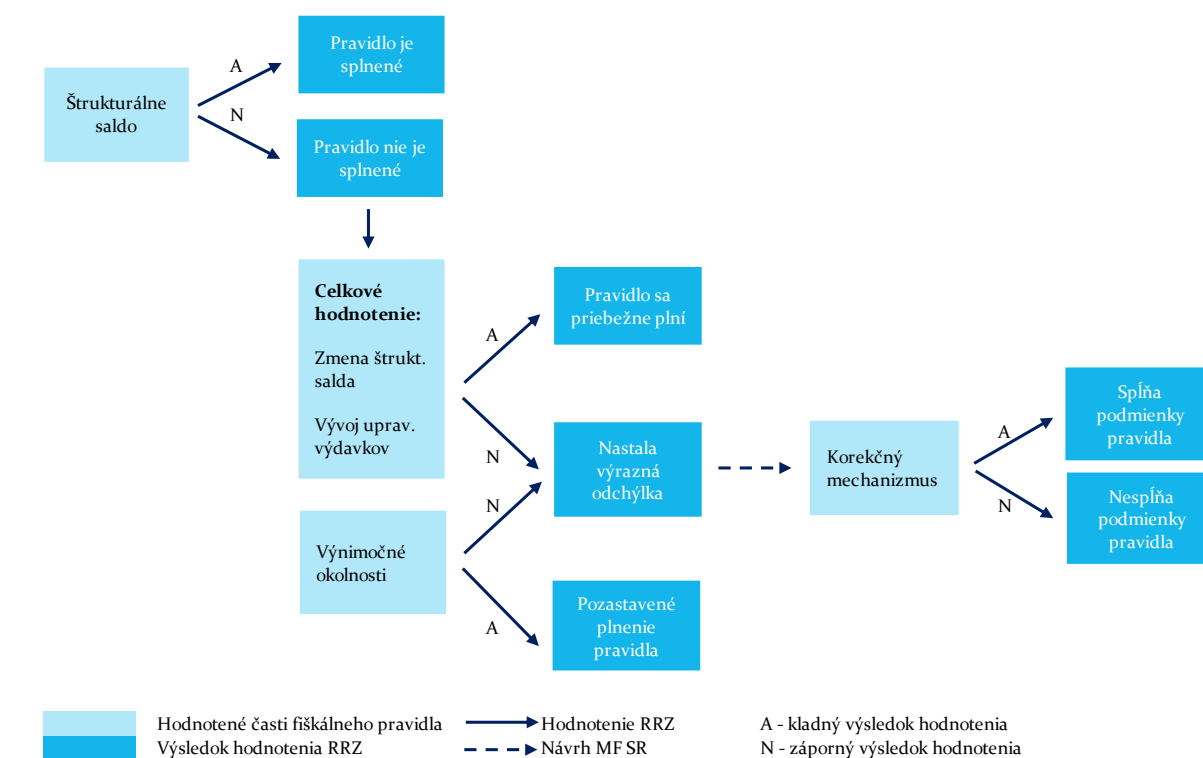 Pravidlo je
splnené
A
Štrukturálne
saldo
N
Pravidlo nie je
splnené
Celkové
hodnotenie:
Zmena štrukt.
salda
Vývoj uprav.
výdavkov
A
Pravidlo sa
priebežne plní
N
Nastala
výrazná
odchýlka
N
Výnimočné
okolnosti
A
Pozastavené
plnenie
pravidla
Korekčný
mechanizmus
A
Spĺňa
podmienky
pravidla
N
Nespĺňa
podmienky
pravidla
Hodnotené časti fiškálneho pravidla
Výsledok hodnotenia RRZ
Hodnotenie RRZ
Návrh MF SR
A - kladný výsledok hodnotenia
N - záporný výsledok hodnotenia